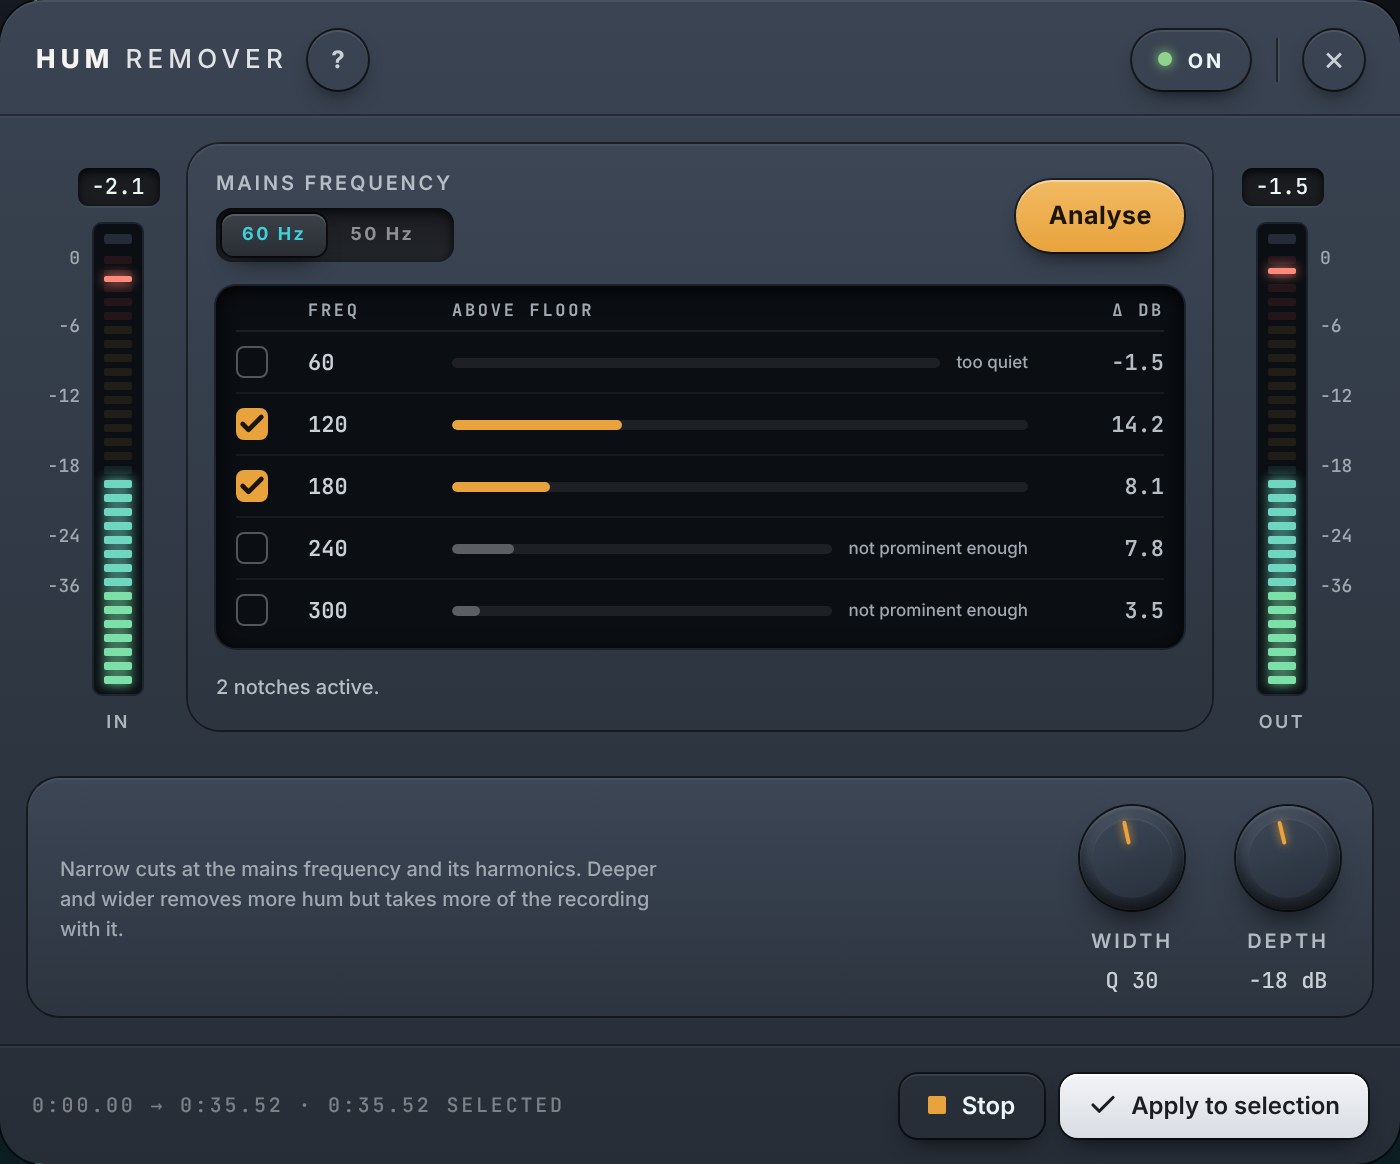 HUM REMOVER ? ON ×
-2.1
0
-6
-12
-18
-24
-36
IN
MAINS FREQUENCY
60 Hz 50 Hz
Analyse
FREQ ABOVE FLOOR Δ DB
60 too quiet -1.5
120 14.2
180 8.1
240 not prominent enough 7.8
300 not prominent enough 3.5
2 notches active.
-1.5
0
-6
-12
-18
-24
-36
OUT
Narrow cuts at the mains frequency and its harmonics. Deeper
and wider removes more hum but takes more of the recording
with it.
WIDTH DEPTH
Q 30 -18 dB
0:00.00 → 0:35.52 · 0:35.52 SELECTED
Stop Apply to selection